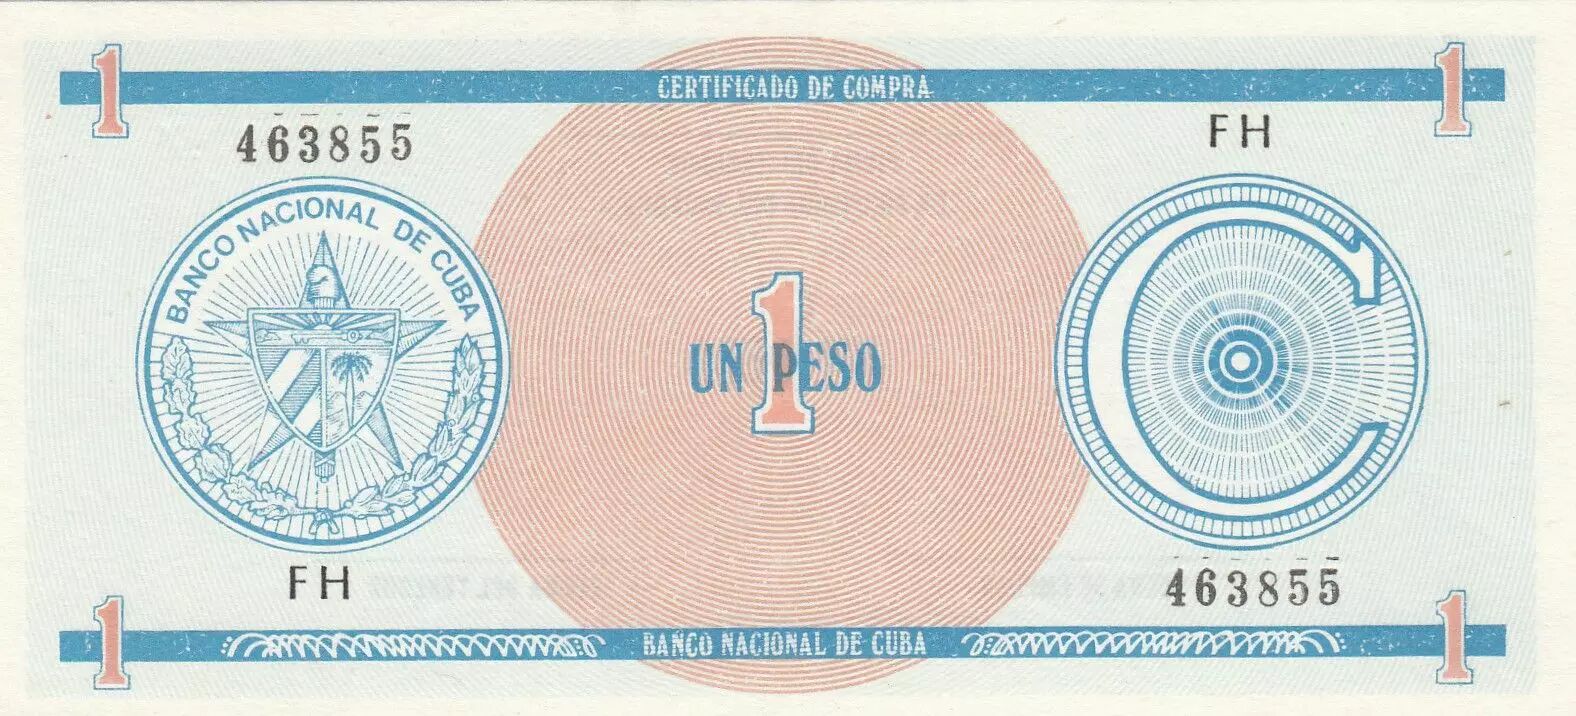 1 CERTIFICADO DE COMPRA 1
463855
FH
BANCO NACIONAL DE CUBA
C
1
UN PESO
FH
463855
1 BANCO NACIONAL DE CUBA 1